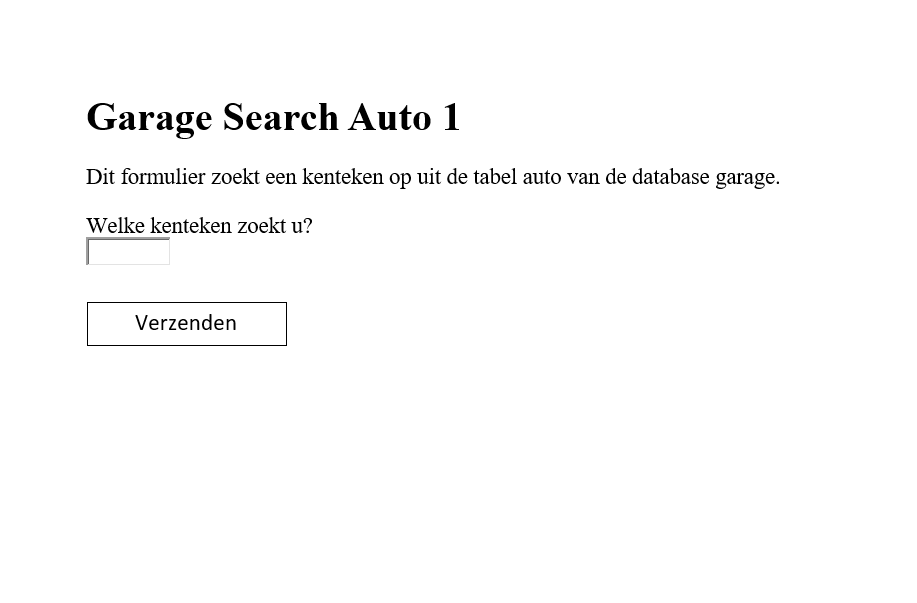 Garage Search Auto 1
Dit formulier zoekt een kenteken op uit de tabel auto van de database garage.
Welke kenteken zoekt u?
Verzenden